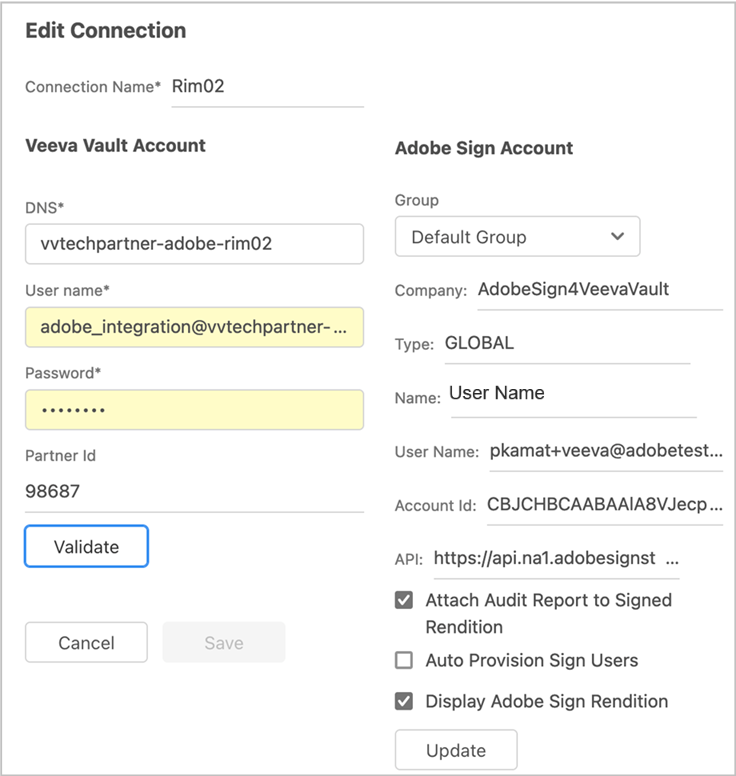 Edit Connection
Connection Name* Rim02
Veeva Vault Account
DNS*
vvtechpartner-adobe-rim02
User name*
adobe_integration@vvtechpartner-...
Password*
••••••••
Partner Id
98687
Validate
Cancel
Save
Adobe Sign Account
Group
Default Group
Company: AdobeSign4VeevaVault
Type: GLOBAL
Name: User Name
User Name: pkamat+veeva@adobetest...
Account Id: CBJCHBCAABAAlA8VJecp...
API: https://api.na1.adobesignst ...
Attach Audit Report to Signed
Rendition
Auto Provision Sign Users
Display Adobe Sign Rendition
Update